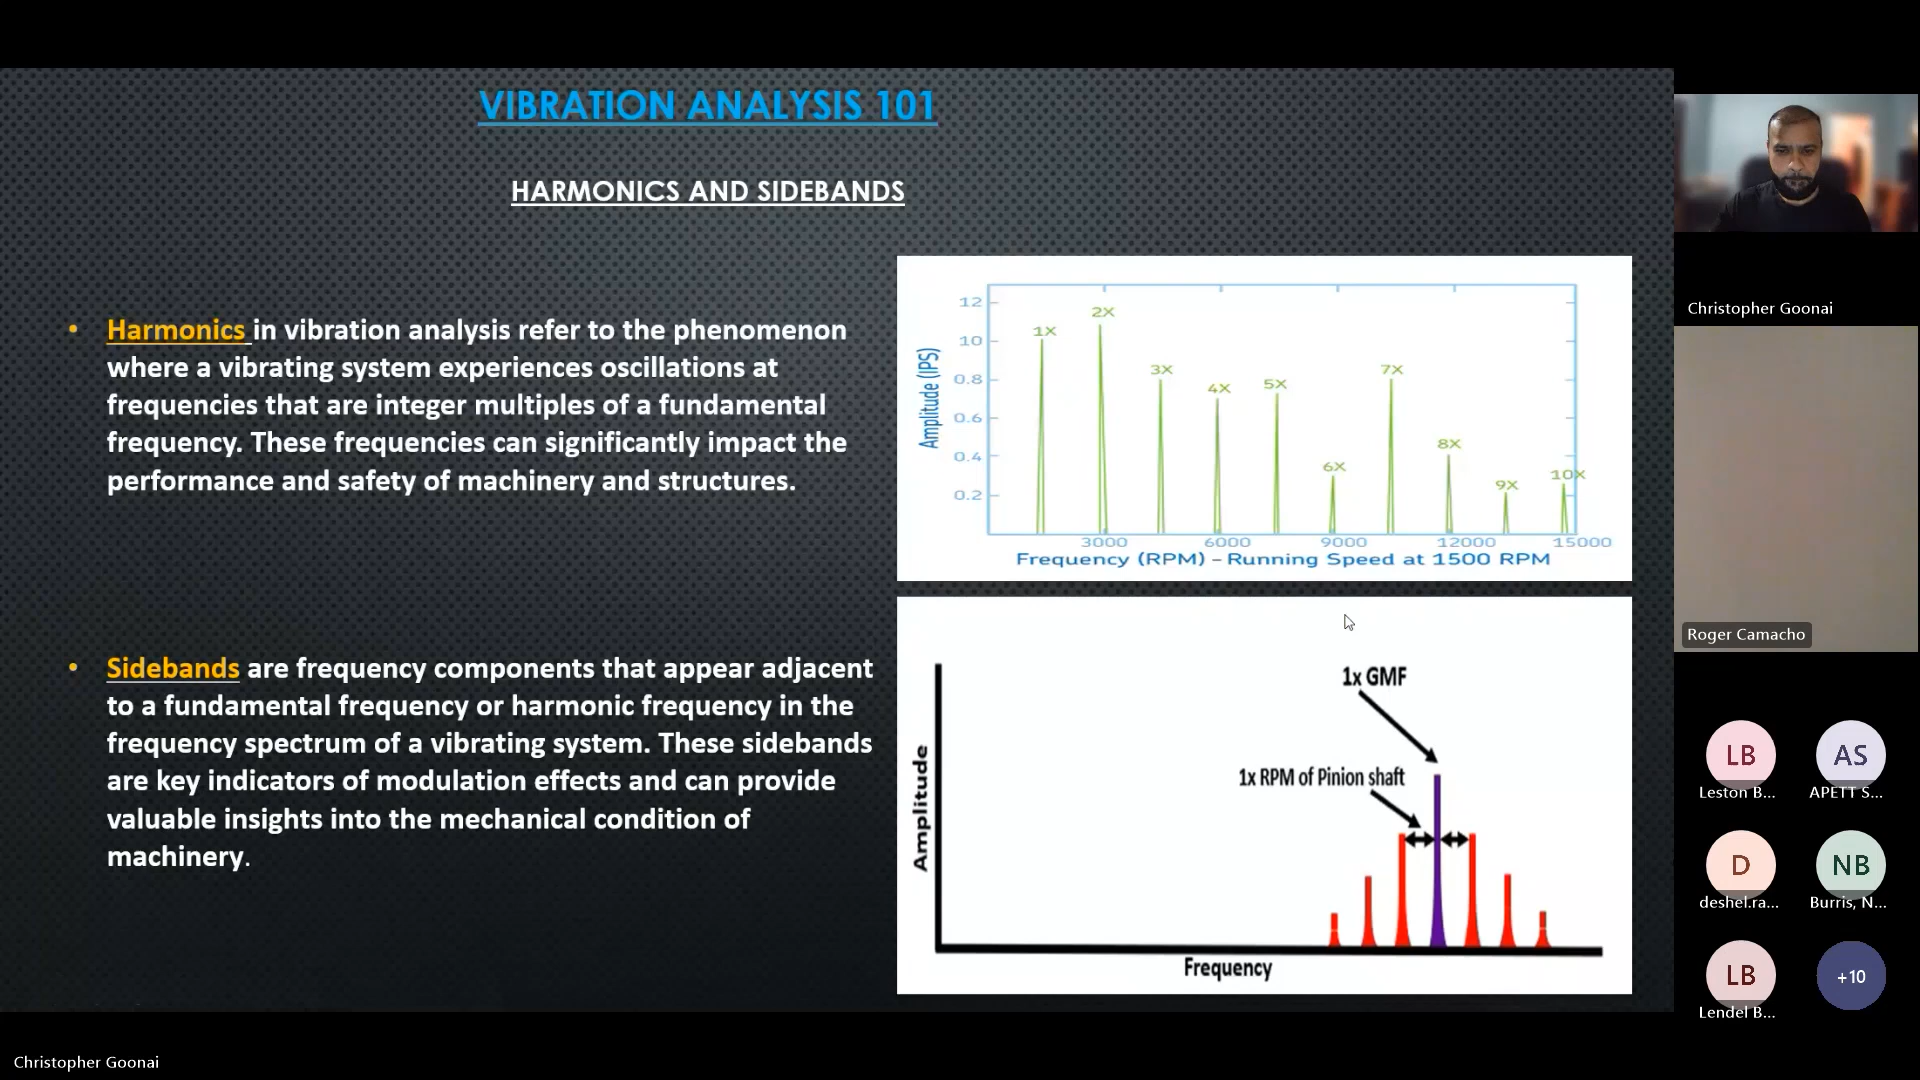 VIBRATION ANALYSIS 101
HARMONICS AND SIDEBANDS
• Harmonics in vibration analysis refer to the phenomenon
where a vibrating system experiences oscillations at
frequencies that are integer multiples of a fundamental
frequency. These frequencies can significantly impact the
performance and safety of machinery and structures.
• Sidebands are frequency components that appear adjacent
to a fundamental frequency or harmonic frequency in the
frequency spectrum of a vibrating system. These sidebands
are key indicators of modulation effects and can provide
valuable insights into the mechanical condition of
machinery.
Amplitude (IPS)
12
10
0.8
0.6
0.4
0.2
1X
2X
3X
4X
5X
6X
7X
8X
9X
10X
3000 6000 9000 12000 15000
Frequency (RPM) – Running Speed at 1500 RPM
1x GMF
1x RPM of Pinion shaft
Amplitude
Frequency
Christopher Goonai
Roger Camacho
LB
Leston B...
AS
APETT S...
D
deshel.ra...
NB
Burris, N...
LB
Lendel B...
+10
Christopher Goonai